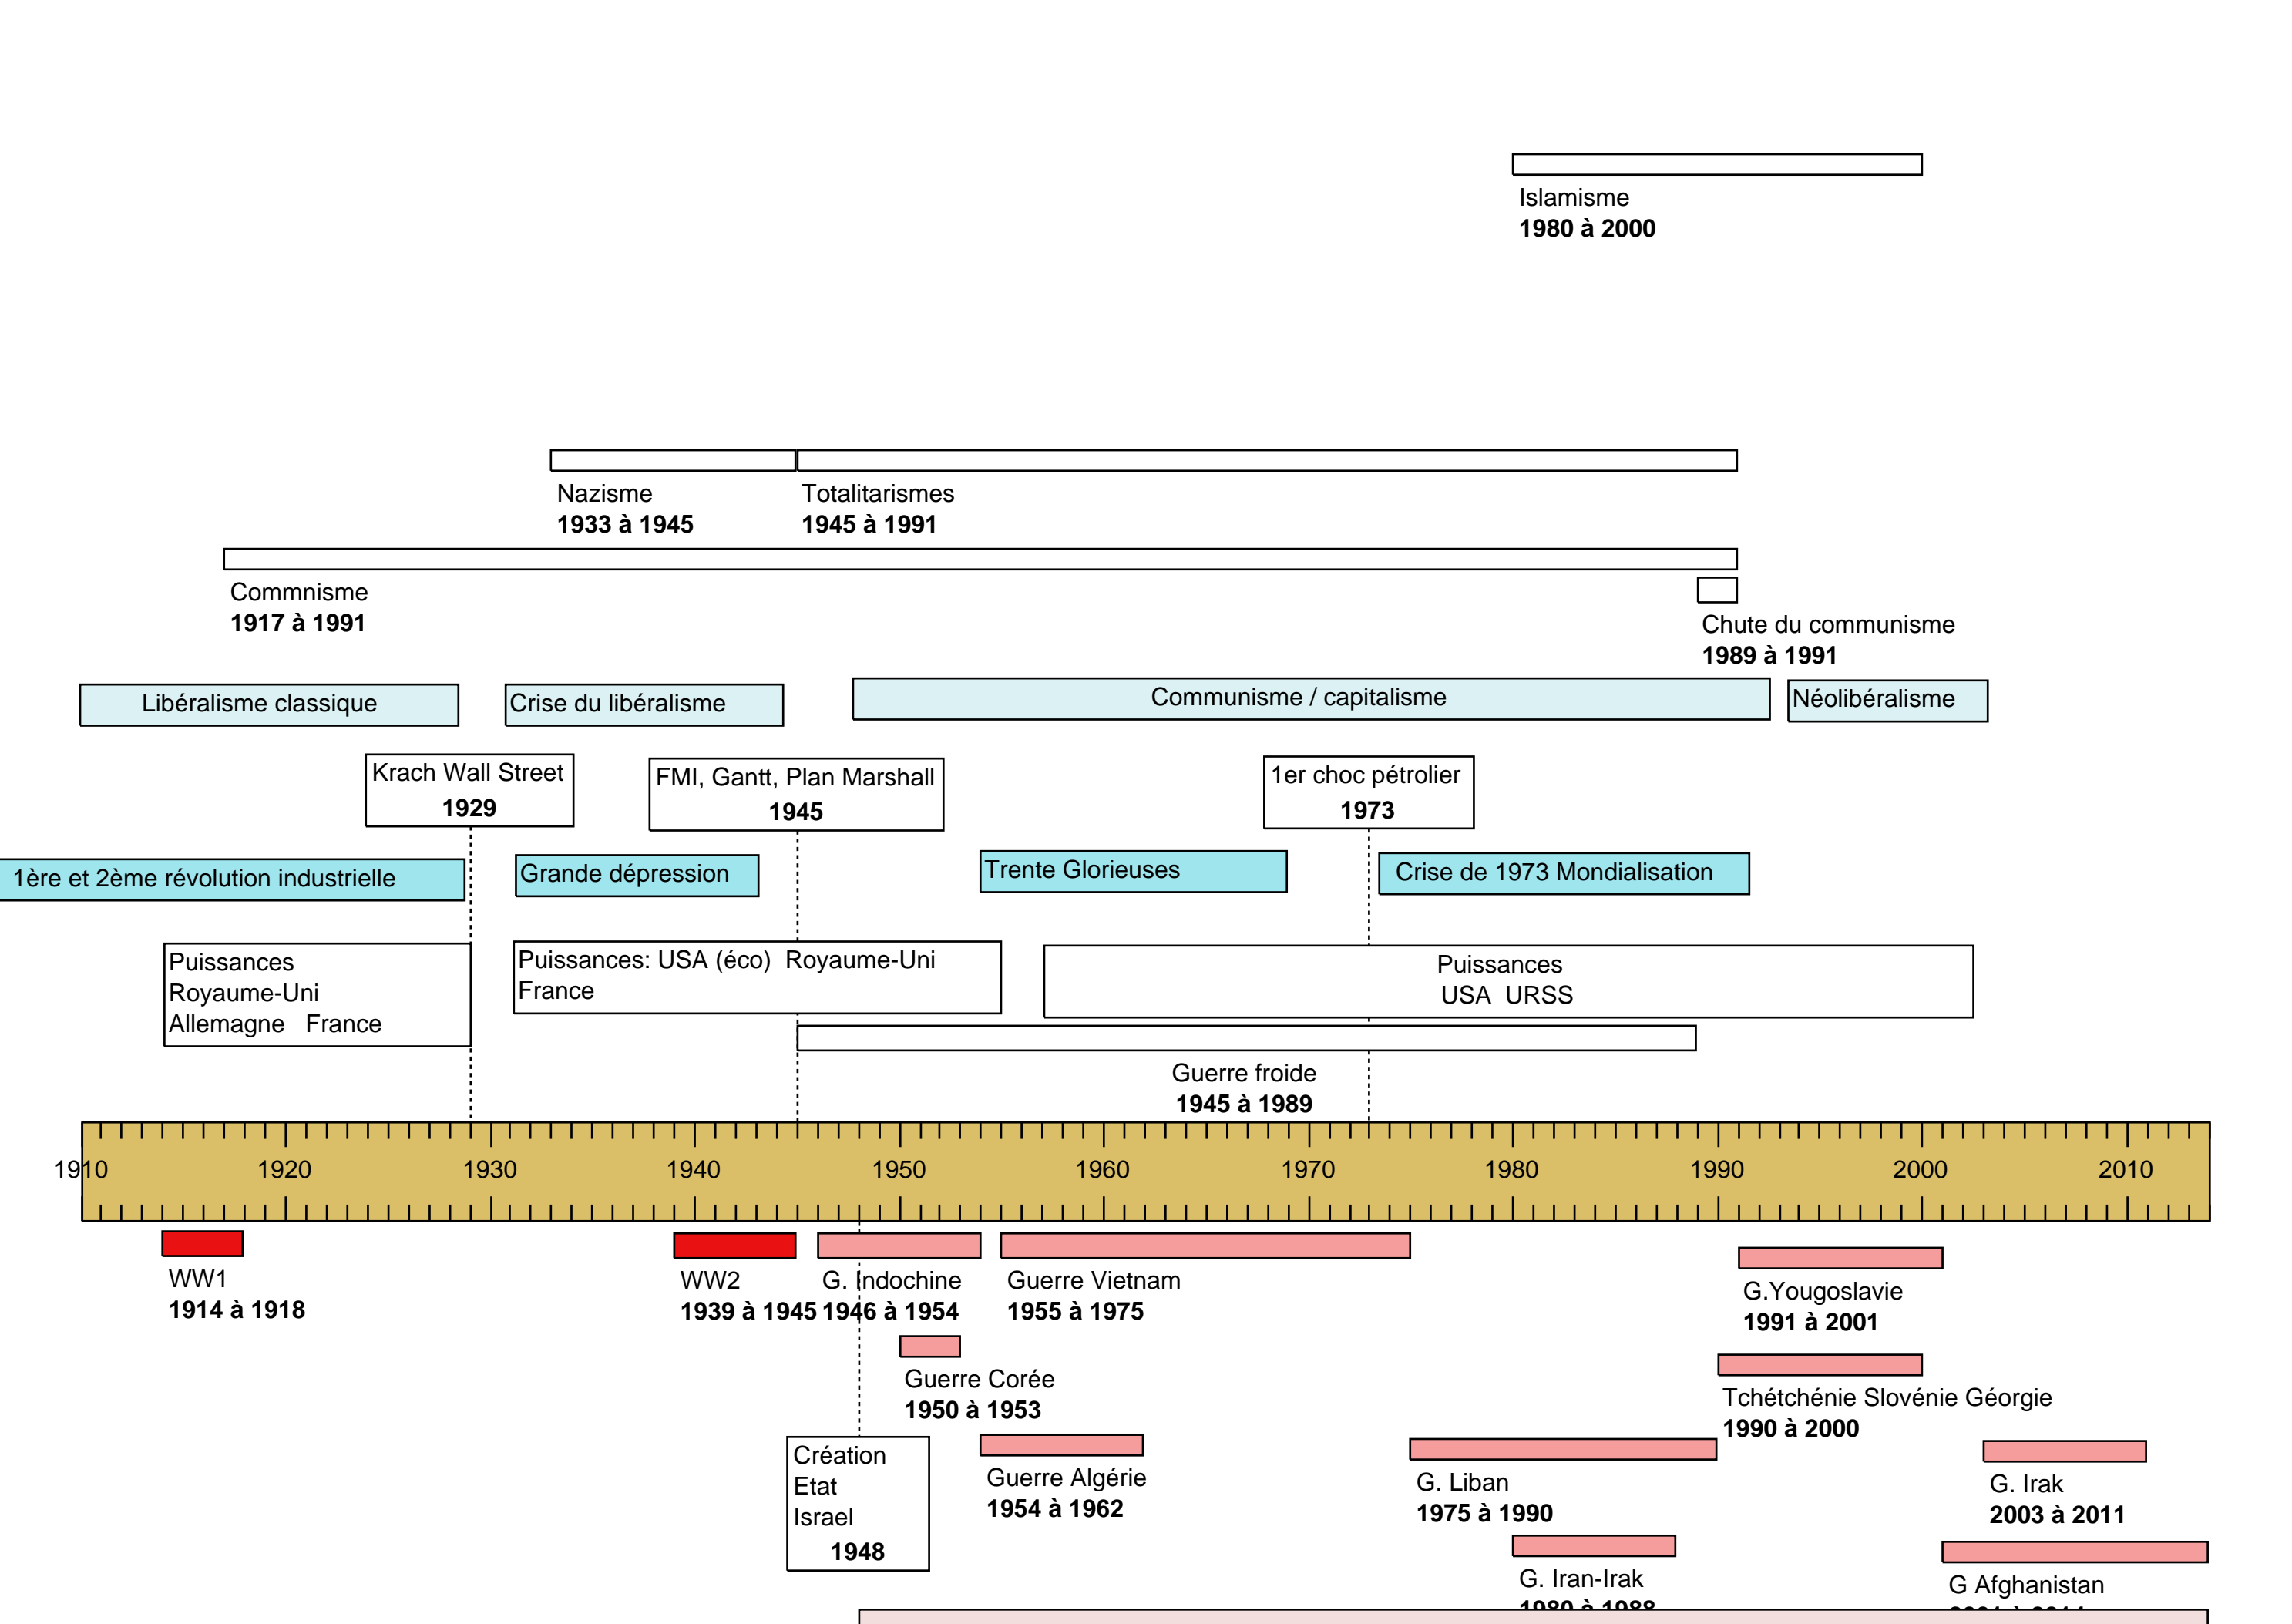 Islamisme
1980 à 2000
Nazisme
1933 à 1945
Totalitarismes
1945 à 1991
Commnisme
1917 à 1991
Chute du communisme
1989 à 1991
Libéralisme classique
Crise du libéralisme
Communisme / capitalisme
Néolibéralisme
Krach Wall Street
1929
FMI, Gantt, Plan Marshall
1945
1er choc pétrolier
1973
1ère et 2ème révolution industrielle
Grande dépression
Trente Glorieuses
Crise de 1973 Mondialisation
Puissances
Royaume-Uni
Allemagne France
Puissances: USA (éco) Royaume-Uni
France
Puissances
USA URSS
Guerre froide
1945 à 1989
1910 1920 1930 1940 1950 1960 1970 1980 1990 2000 2010
WW1
1914 à 1918
WW2
1939 à 1945
G. Indochine
1946 à 1954
Guerre Vietnam
1955 à 1975
G.Yougoslavie
1991 à 2001
Guerre Corée
1950 à 1953
Tchétchénie Slovénie Géorgie
1990 à 2000
Création
Etat
Israel
1948
Guerre Algérie
1954 à 1962
G. Liban
1975 à 1990
G. Irak
2003 à 2011
G. Iran-Irak
1980 à 1988
G Afghanistan